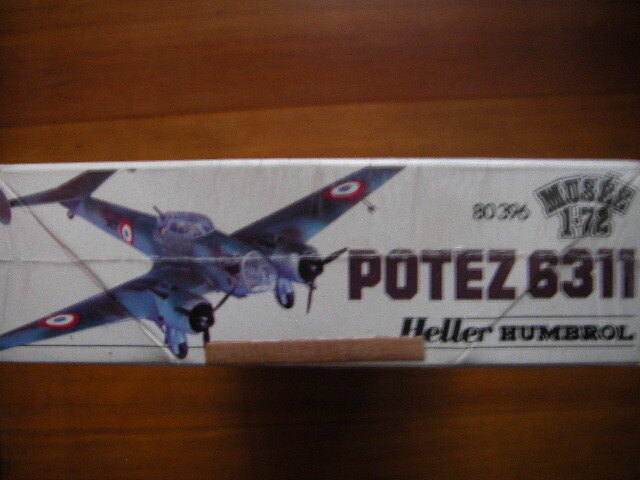 80396
MUSÉE
1-72
POTEZ 6311
Heller HUMBROL